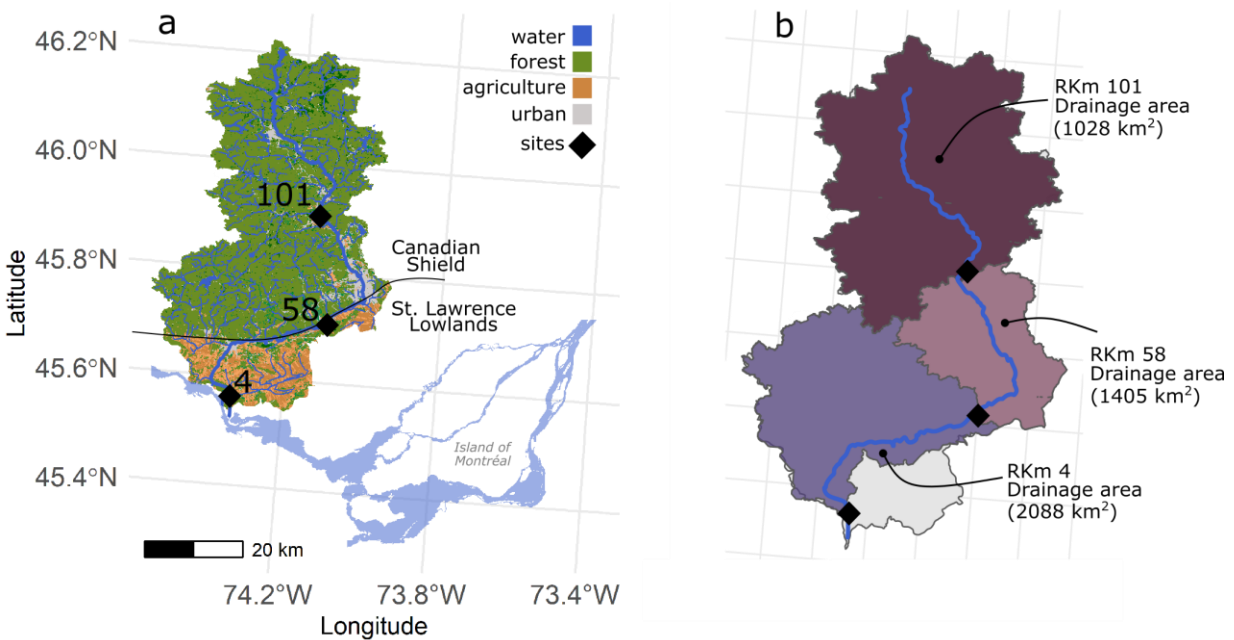 a
46.2°N
46.0°N
45.8°N
45.6°N
45.4°N
Latitude
water
forest
agriculture
urban
sites
101
58
4
Canadian
Shield
St. Lawrence
Lowlands
Island of
Montréal
20 km
74.2°W
73.8°W
73.4°W
Longitude
b
RKm 101
Drainage area
(1028 km²)
RKm 58
Drainage area
(1405 km²)
RKm 4
Drainage area
(2088 km²)